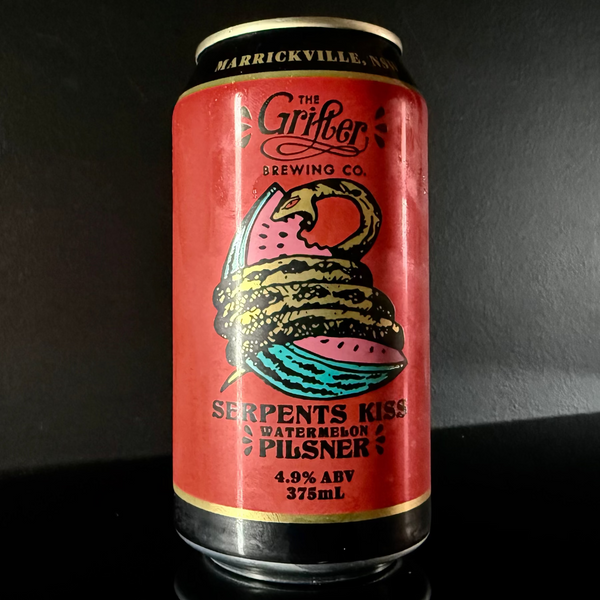 MARRICKVILLE, NSW
THE
Grifter
BREWING CO.
SERPENTS KISS
WATERMELON
PILSNER
4.9% ABV
375mL